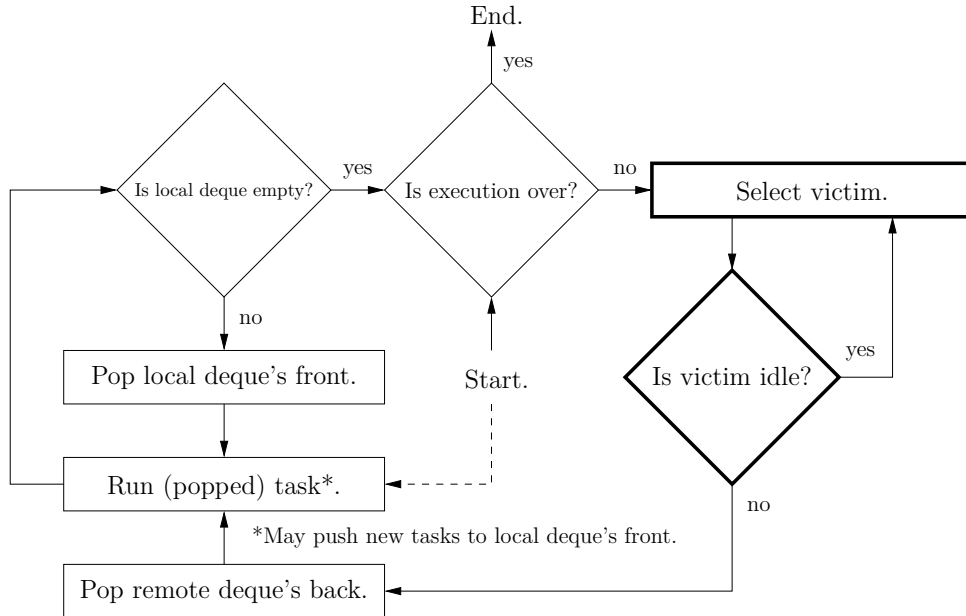 End.
yes
Is local deque empty?
yes
Is execution over?
no
Select victim.
no
Pop local deque's front.
Start.
Is victim idle?
yes
Run (popped) task*.
no
*May push new tasks to local deque's front.
Pop remote deque's back.